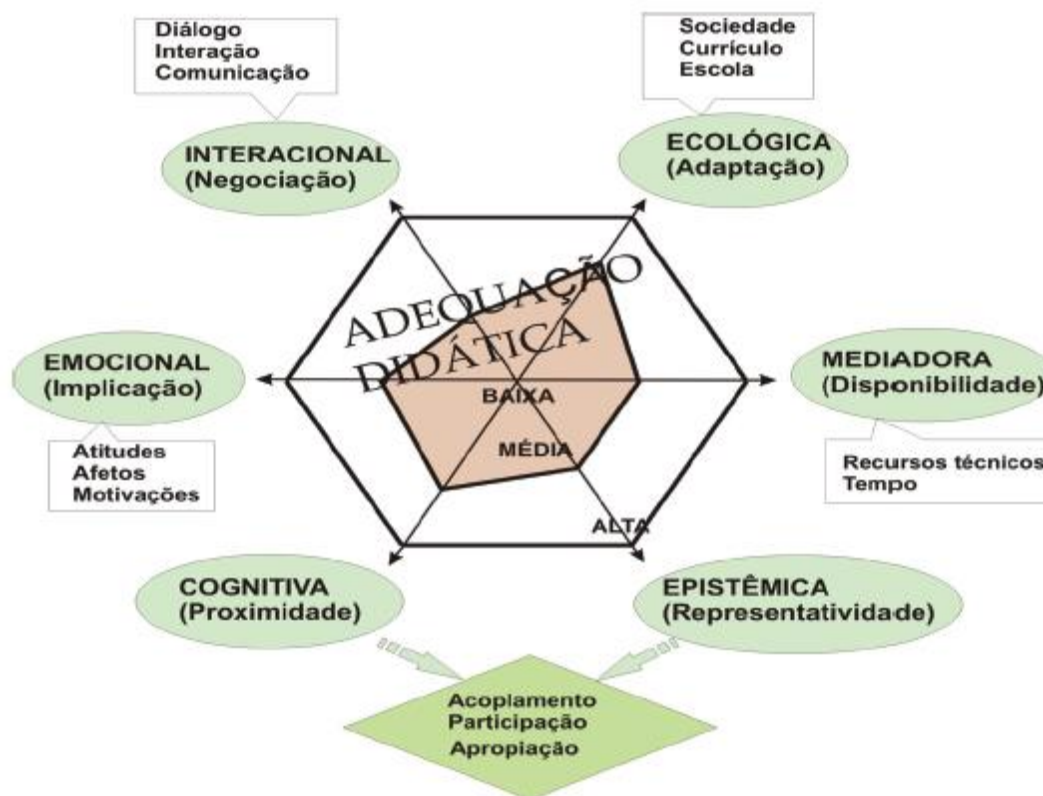 Diálogo
Interação
Comunicação
Sociedade
Currículo
Escola
INTERACIONAL
(Negociação)
ECOLÓGICA
(Adaptação)
ADEQUAÇÃO
DIDÁTICA
EMOCIONAL
(Implicação)
MEDIADORA
(Disponibilidade)
BAIXA
MÉDIA
ALTA
Atitudes
Afetos
Motivações
Recursos técnicos
Tempo
COGNITIVA
(Proximidade)
EPISTÊMICA
(Representatividade)
Acoplamento
Participação
Apropiação